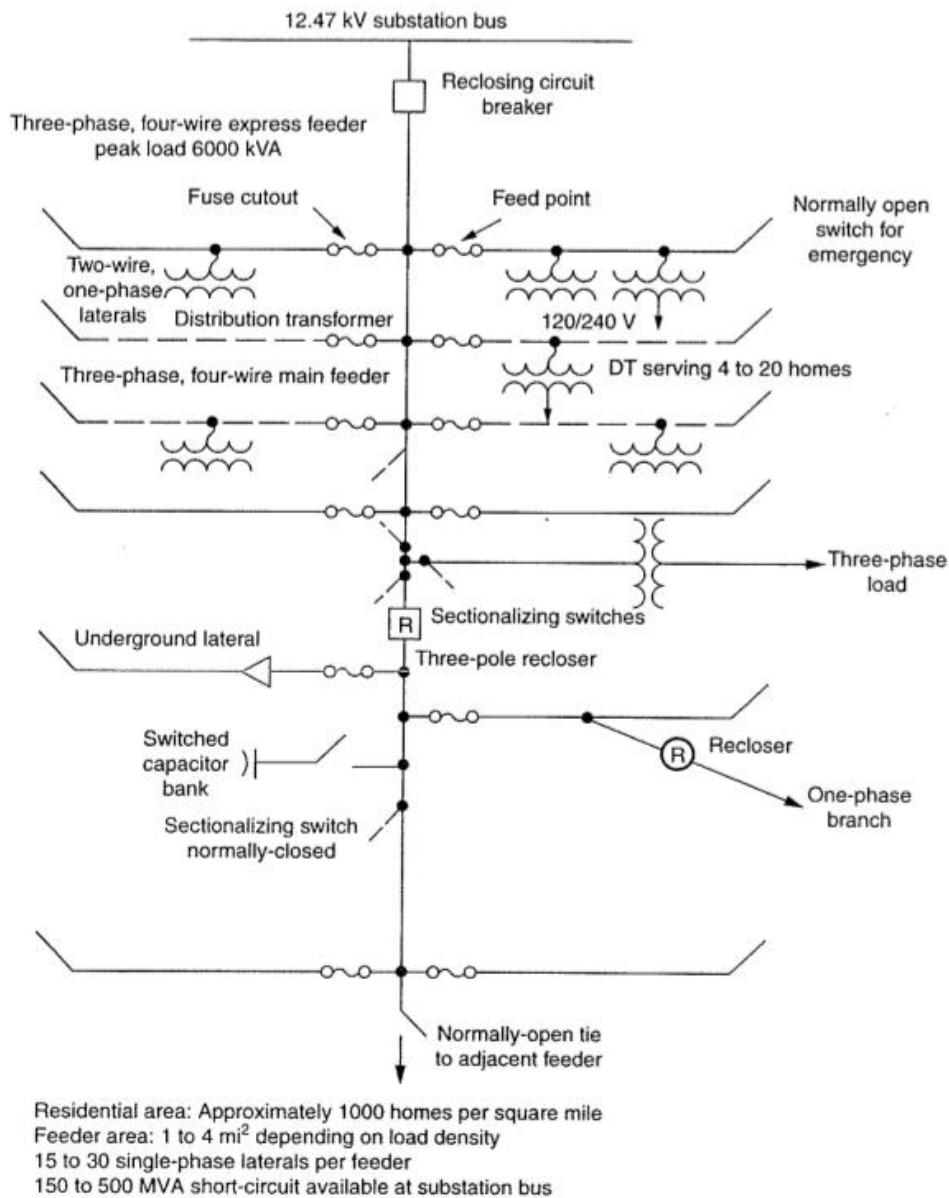 12.47 kV substation bus
Reclosing circuit
breaker
Three-phase, four-wire express feeder
peak load 6000 kVA
Fuse cutout
Feed point
Normally open
switch for
emergency
Two-wire,
one-phase
laterals
Distribution transformer
120/240 V
Three-phase, four-wire main feeder
DT serving 4 to 20 homes
Three-phase
load
R
Sectionalizing switches
Underground lateral
Three-pole recloser
Switched
capacitor
bank
R
Recloser
One-phase
branch
Sectionalizing switch
normally-closed
Normally-open tie
to adjacent feeder
Residential area: Approximately 1000 homes per square mile
Feeder area: 1 to 4 mi² depending on load density
15 to 30 single-phase laterals per feeder
150 to 500 MVA short-circuit available at substation bus